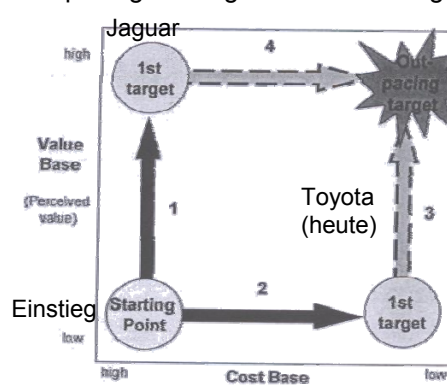 Jaguar
4
high
1st
target
Out-
pacing
target
Value
Base
(Perceived
value)
1
Toyota
(heute)
3
2
Einstieg
Starting
Point
1st
target
low
high
Cost Base
low